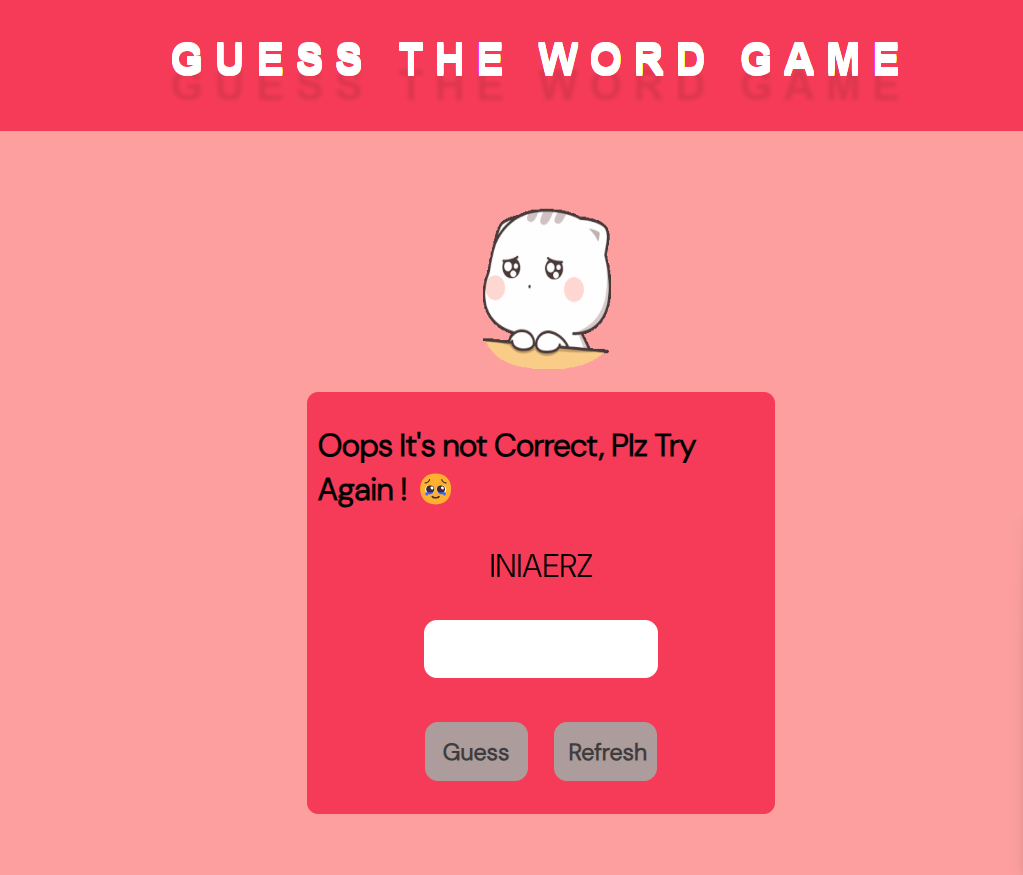 GUESS THE WORD GAME
Oops It's not Correct, Plz Try
Again ! 🥹
INIAERZ
Guess
Refresh